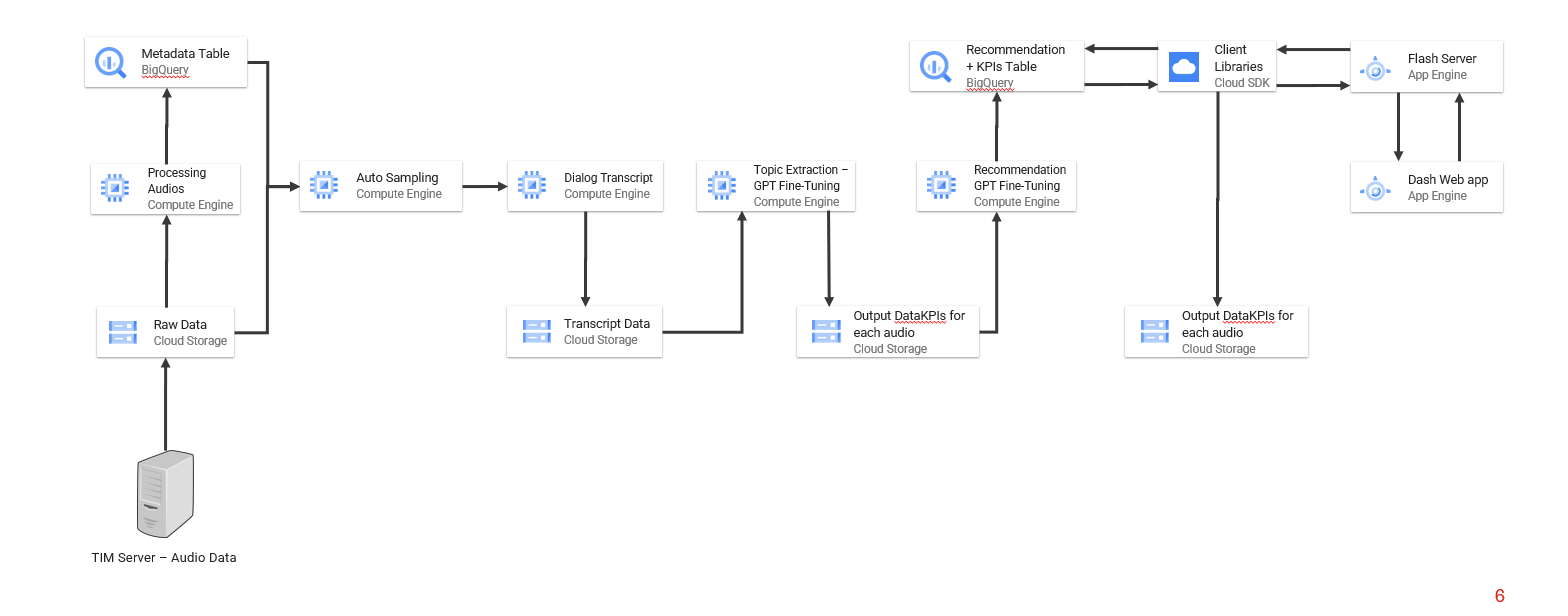 Metadata Table
BigQuery
Processing
Audios
Compute Engine
Raw Data
Cloud Storage
TIM Server – Audio Data
Auto Sampling
Compute Engine
Dialog Transcript
Compute Engine
Transcript Data
Cloud Storage
Topic Extraction –
GPT Fine-Tuning
Compute Engine
Output DataKPIs for
each audio
Cloud Storage
Recommendation
GPT Fine-Tuning
Compute Engine
Recommendation
+ KPIs Table
BigQuery
Client
Libraries
Cloud SDK
Output DataKPIs for
each audio
Cloud Storage
Flash Server
App Engine
Dash Web app
App Engine
6